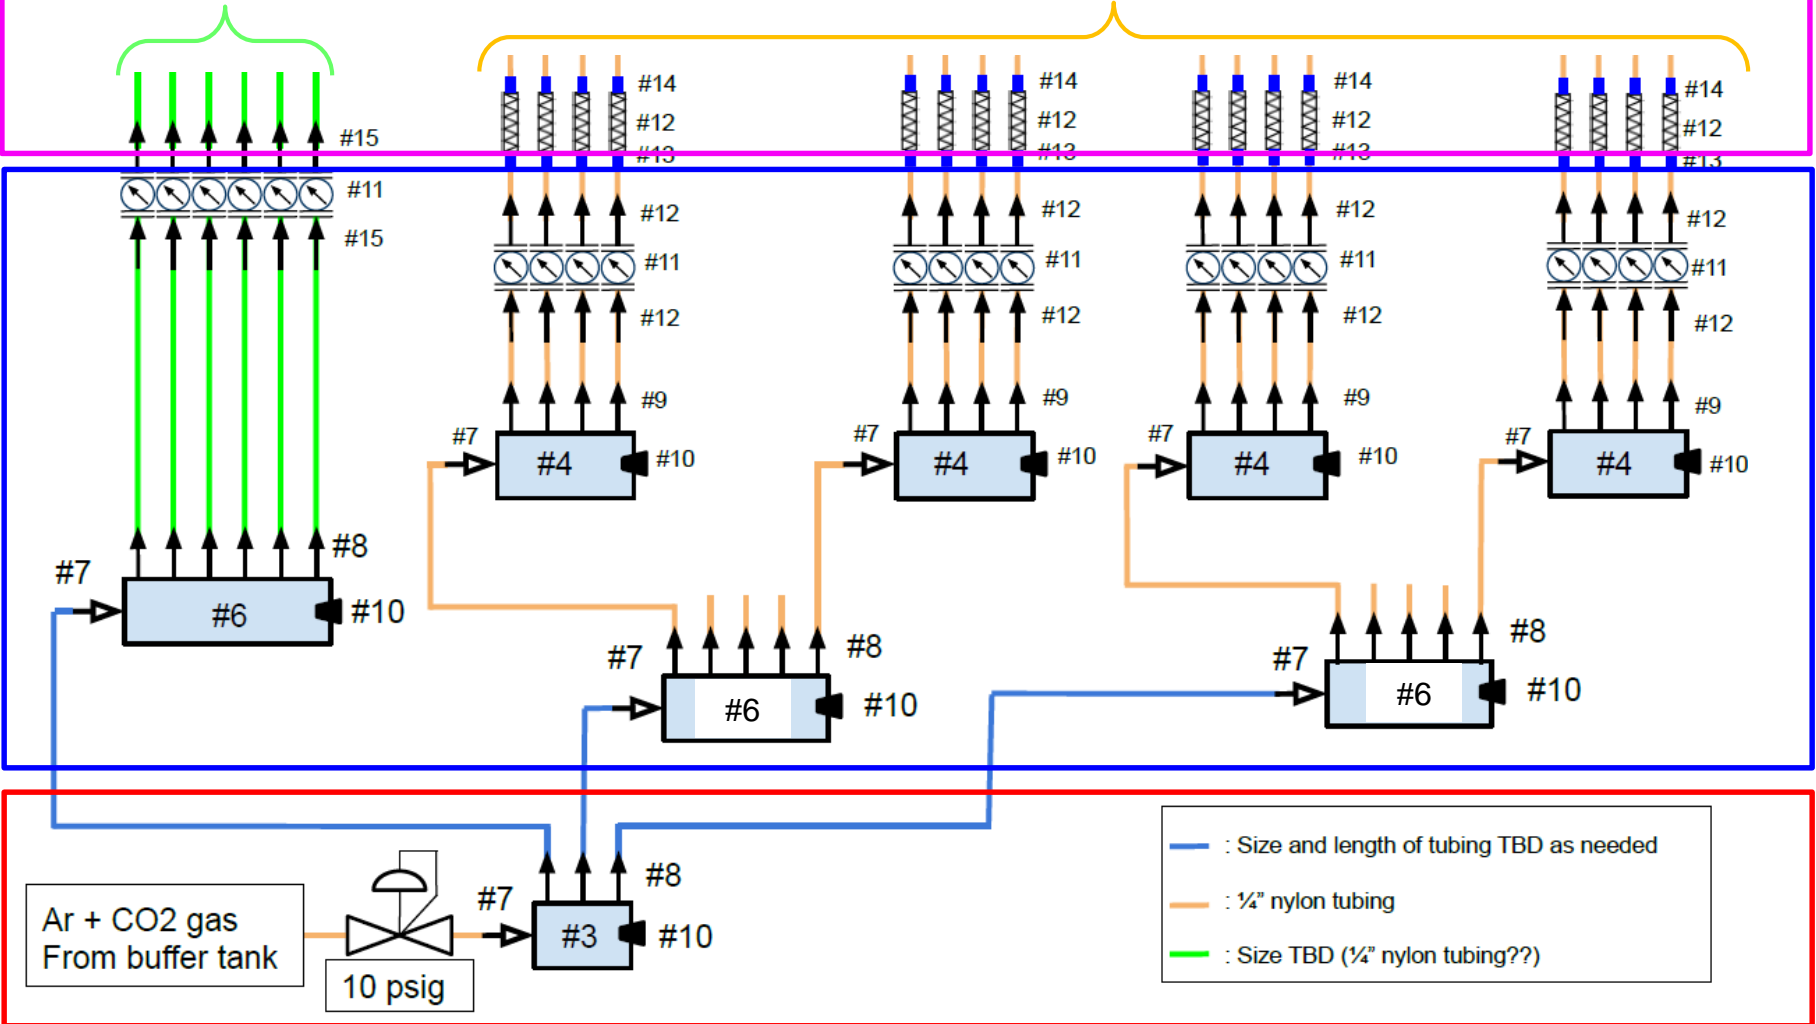 #14 #14 #14 #14
#12 #12 #12 #12
#15
#13 #13 #13 #13
#11
#12 #12 #12 #12
#15
#11 #11 #11 #11
#12 #12 #12 #12
#9 #9 #9 #9
#7 #7 #7 #7
#4 #10 #4 #10 #4 #10 #4 #10
#8
#7
#6 #10
#8 #8
#7 #7
#6 #10 #6 #10
: Size and length of tubing TBD as needed
#8
#7
: ¼” nylon tubing
Ar + CO2 gas
#3 #10
From buffer tank
: Size TBD (¼” nylon tubing??)
10 psig